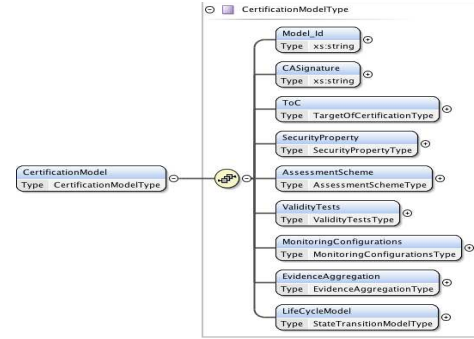 CertificationModelType
Model_Id
Type xs:string
CASignature
Type xs:string
ToC
Type TargetOfCertificationType
SecurityProperty
Type SecurityPropertyType
CertificationModel
Type CertificationModelType
AssessmentScheme
Type AssessmentSchemeType
ValidityTests
Type ValidityTestsType
MonitoringConfigurations
Type MonitoringConfigurationsType
EvidenceAggregation
Type EvidenceAggregationType
LifeCycleModel
Type StateTransitionModelType